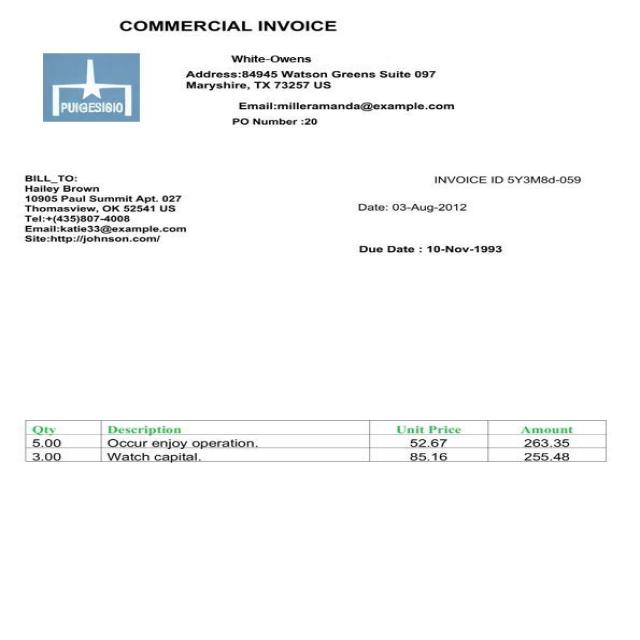 COMMERCIAL INVOICE
White-Owens
Address:84945 Watson Greens Suite 097
Maryshire, TX 73257 US
PUIGESIGIO
Email:milleramanda@example.com
PO Number :20
BILL_TO:
Hailey Brown
10905 Paul Summit Apt. 027
Thomasview, OK 52541 US
Tel:+(435)807-4008
Email:katie33@example.com
Site:http://johnson.com/
INVOICE ID 5Y3M8d-059
Date: 03-Aug-2012
Due Date : 10-Nov-1993
Qty Description Unit Price Amount
5.00 Occur enjoy operation. 52.67 263.35
3.00 Watch capital. 85.16 255.48